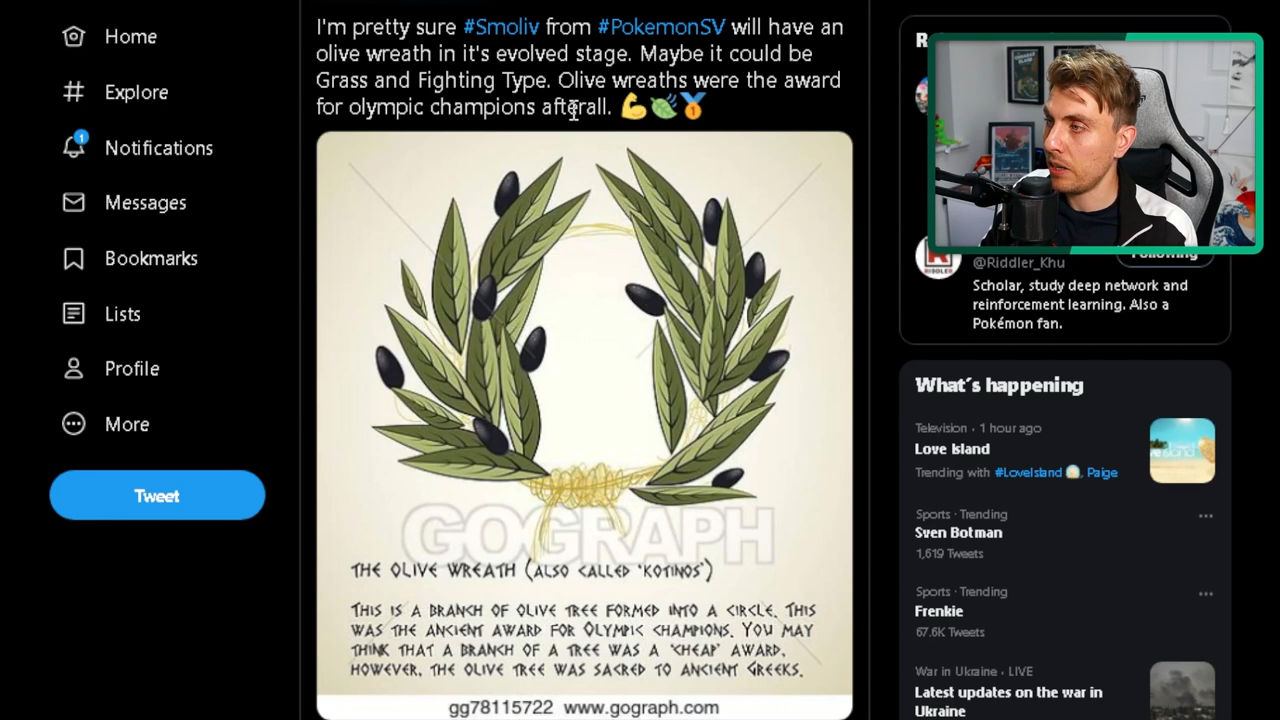 Home
Explore
1
Notifications
Messages
Bookmarks
Lists
Profile
More
Tweet
I'm pretty sure #Smoliv from #PokemonSV will have an
olive wreath in it's evolved stage. Maybe it could be
Grass and Fighting Type. Olive wreaths were the award
for olympic champions afterall. 💪🍃🏅
GOGRAPH
THE OLIVE WREATH (ALSO CALLED 'KOTINOS')
THIS IS A BRANCH OF OLIVE TREE FORMED INTO A CIRCLE. THIS
WAS THE ANCIENT AWARD FOR OLYMPIC CHAMPIONS. YOU MAY
THINK THAT A BRANCH OF A TREE WAS A 'CHEAP' AWARD.
HOWEVER, THE OLIVE TREE WAS SACRED TO ANCIENT GREEKS.
gg78115722 www.gograph.com
RIDDLER
@Riddler_Khu
Following
Scholar, study deep network and
reinforcement learning. Also a
Pokémon fan.
What's happening
Television · 1 hour ago
Love Island
Trending with #LoveIsland, Paige
Sports · Trending
Sven Botman
1,619 Tweets
Sports · Trending
Frenkie
67.6K Tweets
War in Ukraine · LIVE
Latest updates on the war in
Ukraine